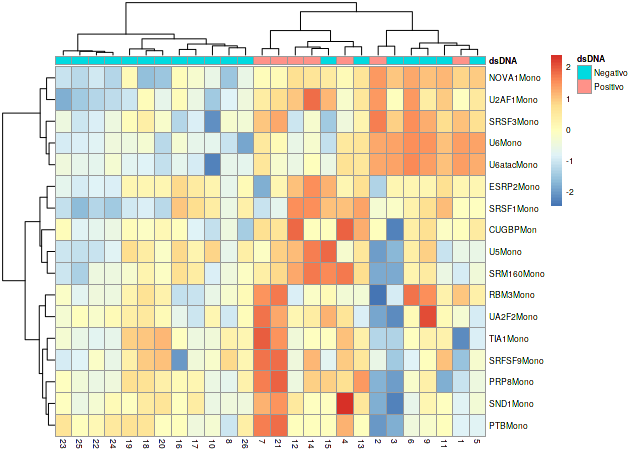 dsDNA
NOVA1Mono
U2AF1Mono
SRSF3Mono
U6Mono
U6atacMono
ESRP2Mono
SRSF1Mono
CUGBPMon
U5Mono
SRM160Mono
RBM3Mono
UA2F2Mono
TIA1Mono
SRFSF9Mono
PRP8Mono
SND1Mono
PTBMono
23 25 22 24 19 18 20 16 17 10 8 26 7 21 12 14 15 4 13 2 3 6 9 11 1 5
2
1
0
-1
-2
dsDNA
Negativo
Positivo